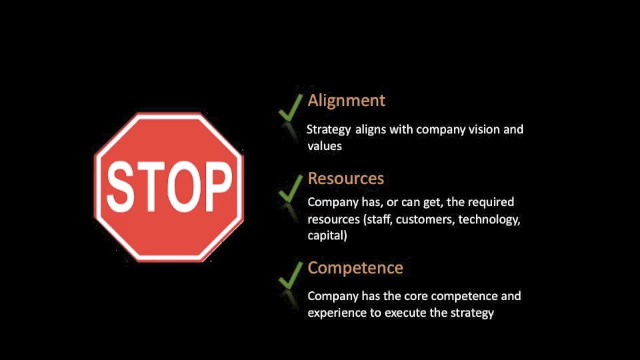 STOP
Alignment
Strategy aligns with company vision and
values
Resources
Company has, or can get, the required
resources (staff, customers, technology,
capital)
Competence
Company has the core competence and
experience to execute the strategy